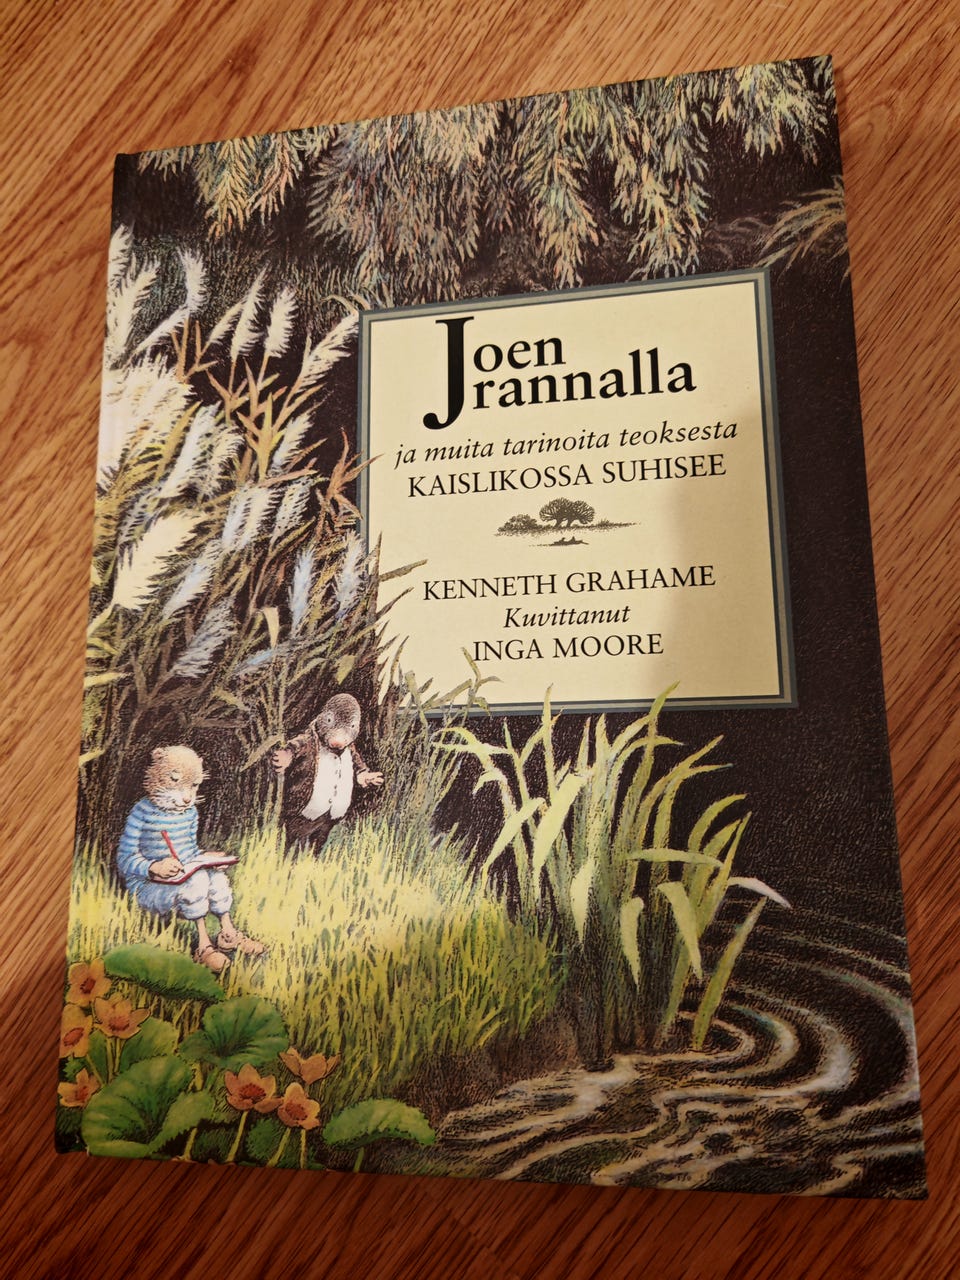 Joen
rannalla
ja muita tarinoita teoksesta
KAISLIKOSSA SUHISEE
KENNETH GRAHAME
Kuvittanut
INGA MOORE